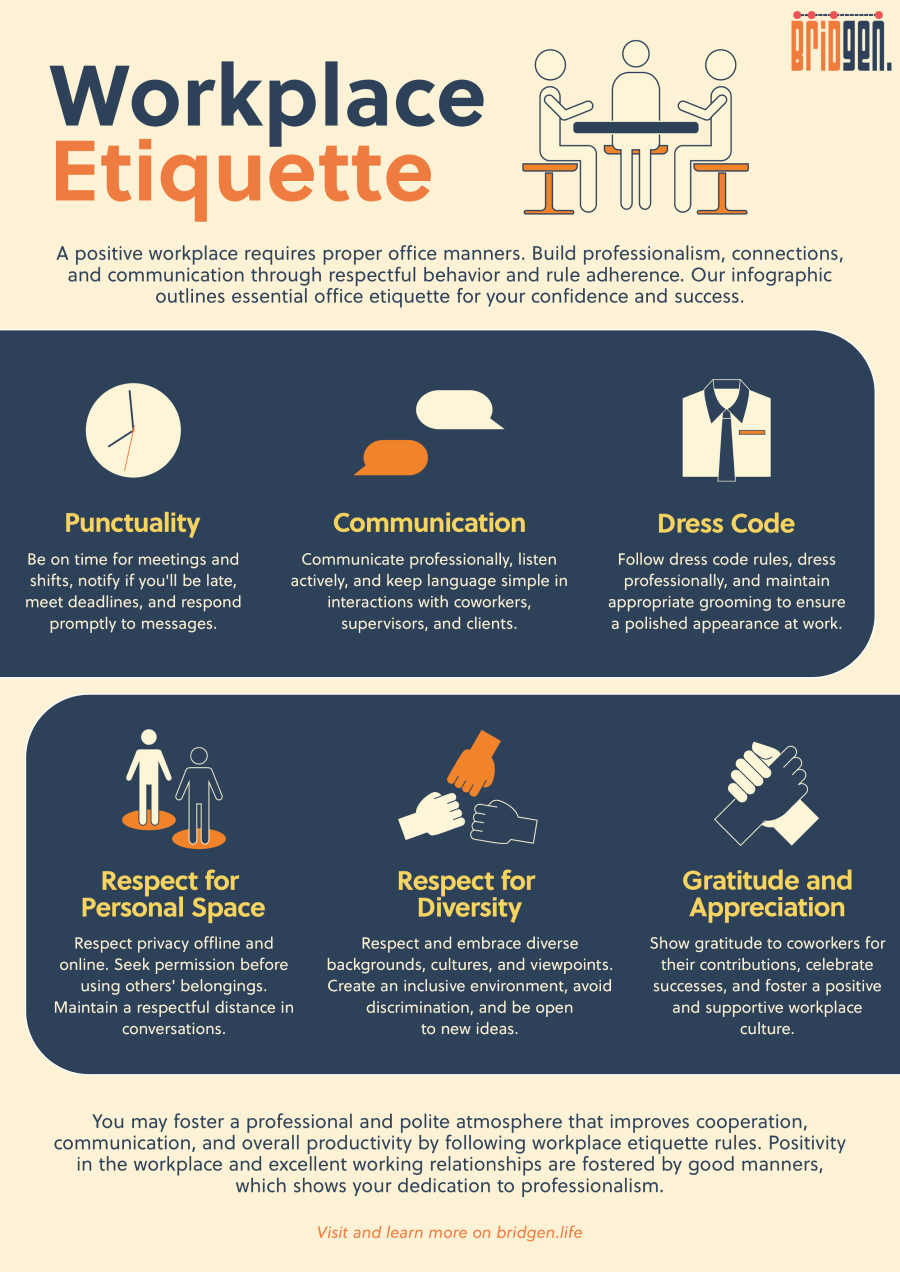 BRIDgen.
Workplace
Etiquette
A positive workplace requires proper office manners. Build professionalism, connections,
and communication through respectful behavior and rule adherence. Our infographic
outlines essential office etiquette for your confidence and success.
Punctuality
Be on time for meetings and
shifts, notify if you'll be late,
meet deadlines, and respond
promptly to messages.
Communication
Communicate professionally, listen
actively, and keep language simple in
interactions with coworkers,
supervisors, and clients.
Dress Code
Follow dress code rules, dress
professionally, and maintain
appropriate grooming to ensure
a polished appearance at work.
Respect for
Personal Space
Respect privacy offline and
online. Seek permission before
using others' belongings.
Maintain a respectful distance in
conversations.
Respect for
Diversity
Respect and embrace diverse
backgrounds, cultures, and viewpoints.
Create an inclusive environment, avoid
discrimination, and be open
to new ideas.
Gratitude and
Appreciation
Show gratitude to coworkers for
their contributions, celebrate
successes, and foster a positive
and supportive workplace
culture.
You may foster a professional and polite atmosphere that improves cooperation,
communication, and overall productivity by following workplace etiquette rules. Positivity
in the workplace and excellent working relationships are fostered by good manners,
which shows your dedication to professionalism.
Visit and learn more on bridgen.life